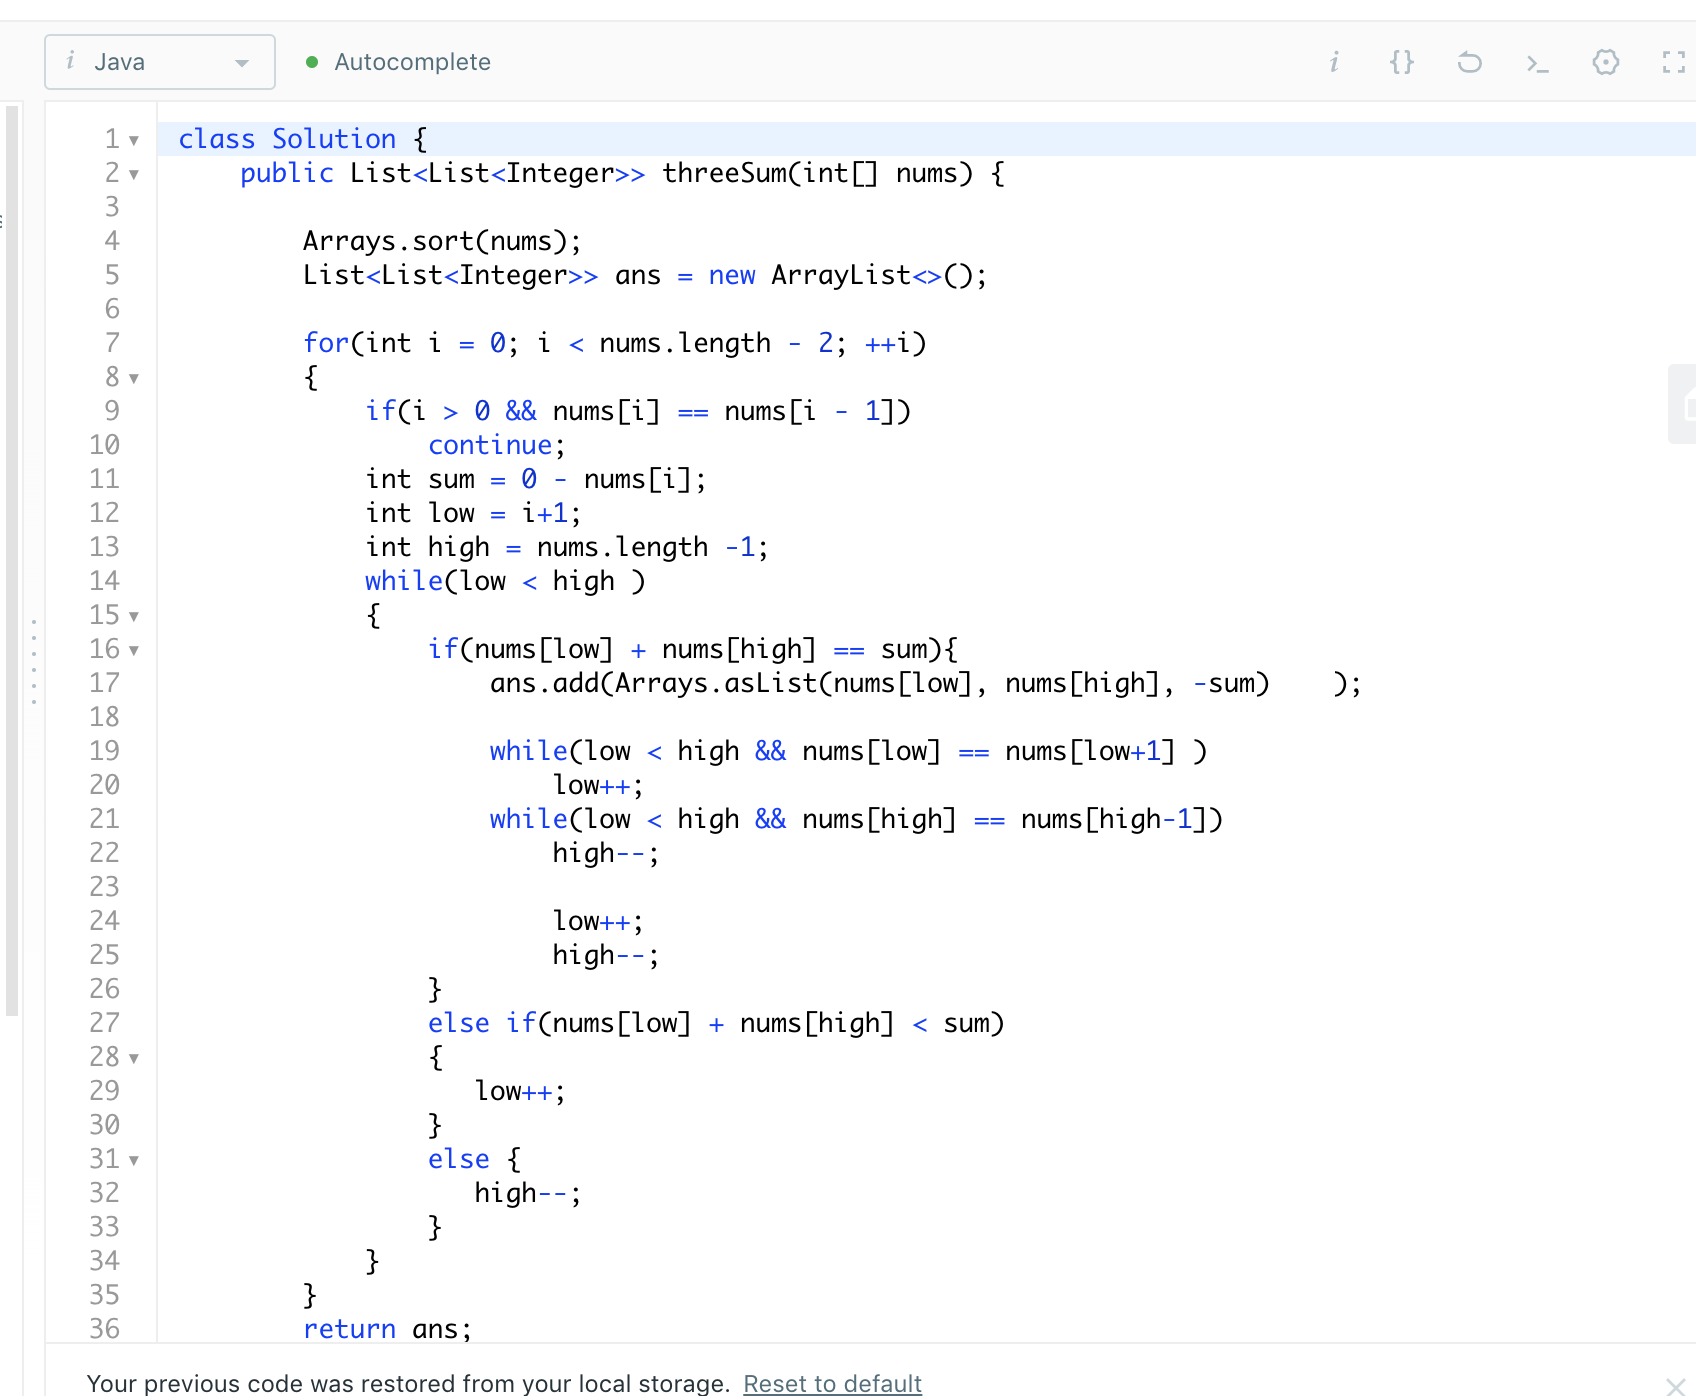 i Java
Autocomplete
i {} >_
1 class Solution {
2     public List<List<Integer>> threeSum(int[] nums) {
3
4         Arrays.sort(nums);
5         List<List<Integer>> ans = new ArrayList<>();
6
7         for(int i = 0; i < nums.length - 2; ++i)
8         {
9             if(i > 0 && nums[i] == nums[i - 1])
10                 continue;
11             int sum = 0 - nums[i];
12             int low = i+1;
13             int high = nums.length -1;
14             while(low < high )
15             {
16                 if(nums[low] + nums[high] == sum){
17                     ans.add(Arrays.asList(nums[low], nums[high], -sum)    );
18
19                     while(low < high && nums[low] == nums[low+1] )
20                         low++;
21                     while(low < high && nums[high] == nums[high-1])
22                         high--;
23
24                         low++;
25                         high--;
26                 }
27                 else if(nums[low] + nums[high] < sum)
28                 {
29                    low++;
30                 }
31                 else {
32                    high--;
33                 }
34             }
35         }
36         return ans;
Your previous code was restored from your local storage. Reset to default